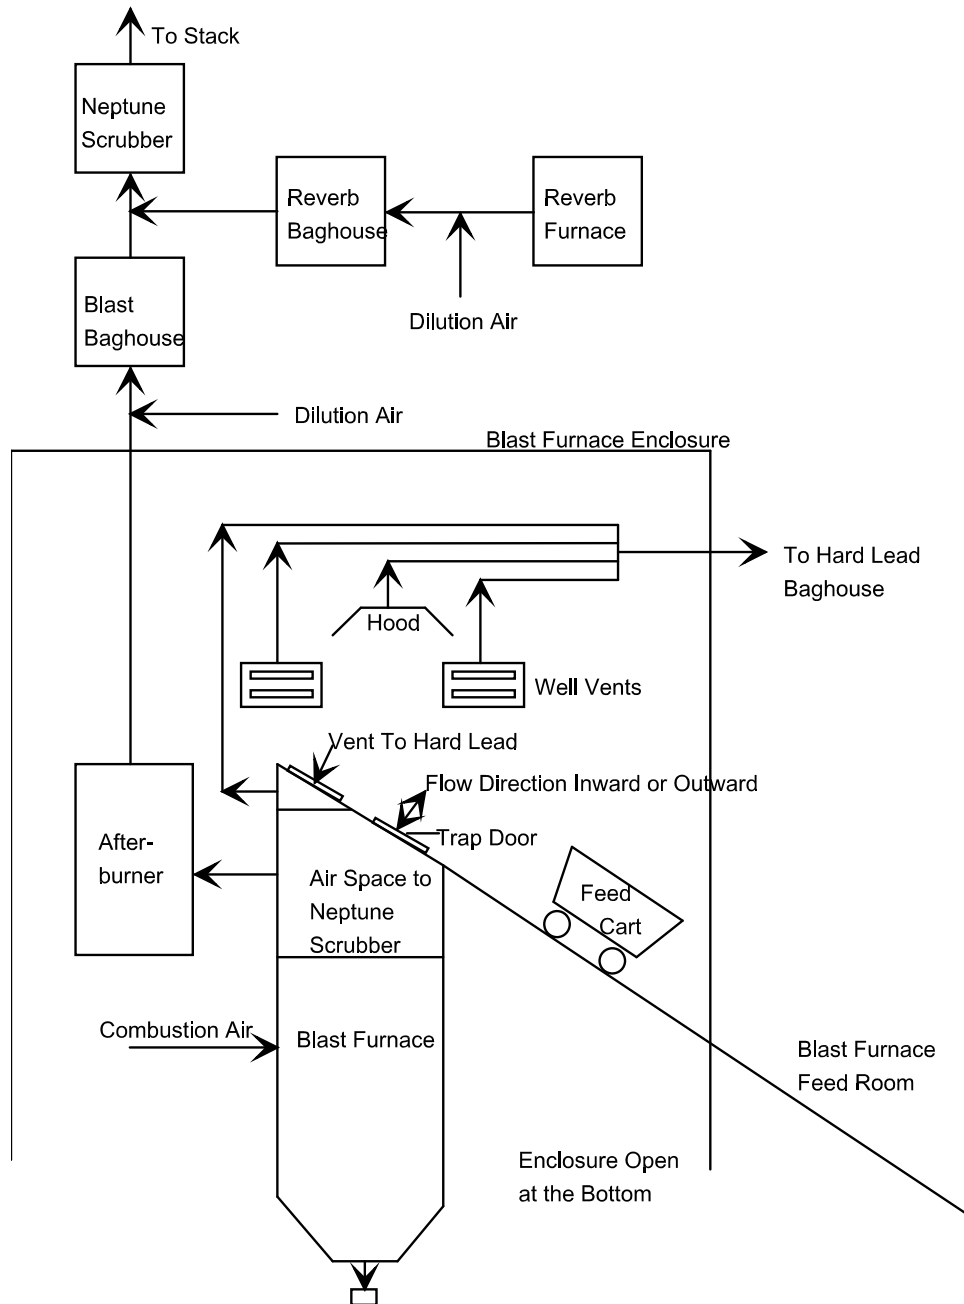 To Stack
Neptune
Scrubber
Reverb
Baghouse
Reverb
Furnace
Blast
Baghouse
Dilution Air
Dilution Air
Blast Furnace Enclosure
To Hard Lead
Baghouse
Hood
Well Vents
Vent To Hard Lead
Flow Direction Inward or Outward
Trap Door
After-
burner
Air Space to
Neptune
Scrubber
Feed
Cart
Combustion Air
Blast Furnace
Blast Furnace
Feed Room
Enclosure Open
at the Bottom